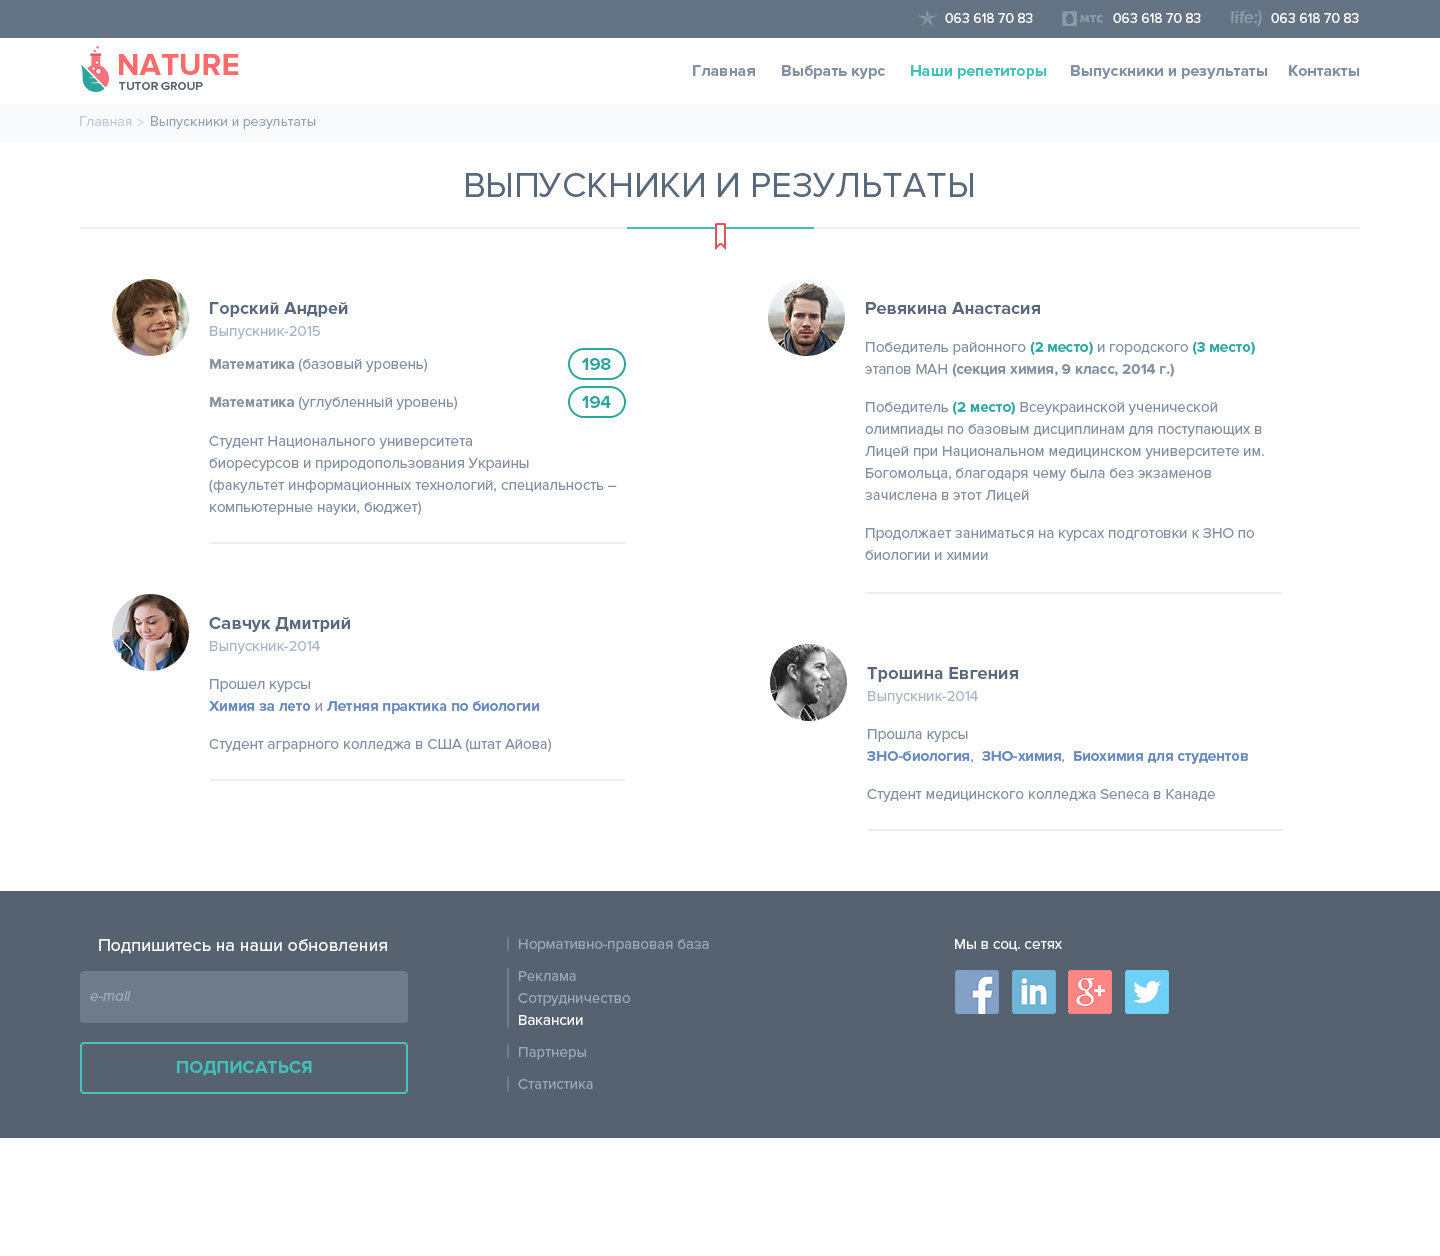 063 618 70 83
мтс 063 618 70 83
life:) 063 618 70 83
NATURE
TUTOR GROUP
Главная
Выбрать курс
Наши репетиторы
Выпускники и результаты
Контакты
Главная > Выпускники и результаты
ВЫПУСКНИКИ И РЕЗУЛЬТАТЫ
Горский Андрей
Выпускник-2015
Математика (базовый уровень) 198
Математика (углубленный уровень) 194
Студент Национального университета
биоресурсов и природопользования Украины
(факультет информационных технологий, специальность –
компьютерные науки, бюджет)
Савчук Дмитрий
Выпускник-2014
Прошел курсы
Химия за лето и Летняя практика по биологии
Студент аграрного колледжа в США (штат Айова)
Ревякина Анастасия
Победитель районного (2 место) и городского (3 место)
этапов МАН (секция химия, 9 класс, 2014 г.)
Победитель (2 место) Всеукраинской ученической
олимпиады по базовым дисциплинам для поступающих в
Лицей при Национальном медицинском университете им.
Богомольца, благодаря чему была без экзаменов
зачислена в этот Лицей
Продолжает заниматься на курсах подготовки к ЗНО по
биологии и химии
Трошина Евгения
Выпускник-2014
Прошла курсы
ЗНО-биология, ЗНО-химия, Биохимия для студентов
Студент медицинского колледжа Seneca в Канаде
Подпишитесь на наши обновления
e-mail
ПОДПИСАТЬСЯ
Нормативно-правовая база
Реклама
Сотрудничество
Вакансии
Партнеры
Статистика
Мы в соц. сетях
f
in
g+